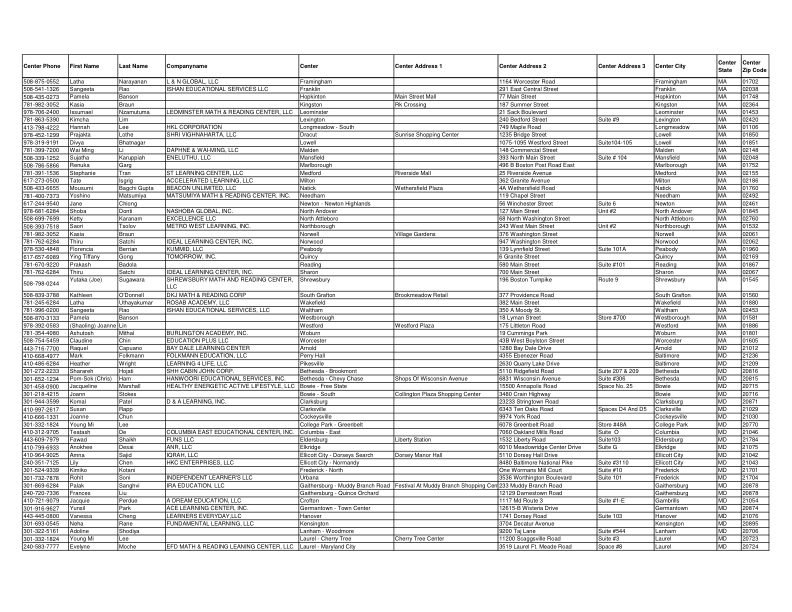 Center Phone First Name Last Name Companyname Center Center Address 1 Center Address 2 Center Address 3 Center City Center State Center Zip Code
508-875-0552 Latha Narayanan L & N GLOBAL, LLC Framingham 1164 Worcester Road Framingham MA 01702
508-541-1326 Sangeeta Rao ISHAN EDUCATIONAL SERVICES LLC Franklin 291 East Central Street Franklin MA 02038
508-435-0273 Pamela Banson Hopkinton Main Street Mall 77 Main Street Hopkinton MA 01748
781-982-3052 Kasia Braun Kingston Rk Crossing 187 Summer Street Kingston MA 02364
978-706-2400 Issumael Nzamutuma LEOMINSTER MATH & READING CENTER, LLC Leominster 21 Sack Boulevard Leominster MA 01453
781-863-5390 Kimche Lim Lexington 240 Bedford Street Suite #9 Lexington MA 02420
413-798-4222 Hannah Lee HKL CORPORATION Longmeadow - South 749 Maple Road Longmeadow MA 01106
978-452-1299 Prajakta Lothe SHRI VIGHNAHARTA, LLC Dracut Sunrise Shopping Center 1235 Bridge Street Lowell MA 01850
978-319-9191 Divya Bhatnagar Lowell 1075-1095 Westford Street Suite104-105 Lowell MA 01851
781-399-7200 Wai Ming Li DAPHNE & WAI-MING, LLC Malden 148 Commercial Street Malden MA 02148
508-339-1252 Sujatha Karuppiah ENELUTHU, LLC Mansfield 393 North Main Street Suite # 104 Mansfield MA 02048
508-786-5866 Renuka Garg Marlborough 496 B Boston Post Road East Marlborough MA 01752
781-391-1536 Stephanie Tran ST LEARNING CENTER, LLC Medford Riverside Mall 25 Riverside Avenue Medford MA 02155
617-273-0500 Tate Isgrig ACCELERATED LEARNING, LLC Milton 362 Granite Avenue Milton MA 02186
508-433-6655 Mousumi Bagchi Gupta BEACON UNLIMITED, LLC Natick Wethersfield Plaza 4A Wethersfield Road Natick MA 01760
781-400-7373 Yoshino Matsumiya MATSUMIYA MATH & READING CENTER, INC. Needham 119 Chapel Street Needham MA 02492
617-244-9540 Jane Chiong Newton - Newton Highlands 56 Winchester Street Suite 6 Newton MA 02461
978-681-6284 Shoba Donti NASHOBA GLOBAL, INC. North Andover 127 Main Street Unit #2 North Andover MA 01845
508-699-7699 Ketty Karanam EXCELLENCE LLC North Attleboro 68 North Washington Street North Attleboro MA 02760
508-393-7518 Saori Tsolov METRO WEST LEARNING, INC. Northborough 243 West Main Street Unit #2 Northborough MA 01532
781-982-3052 Kasia Braun Norwell Village Gardens 376 Washington Street Norwell MA 02061
781-762-6284 Thiru Satchi IDEAL LEARNING CENTER, INC. Norwood 947 Washington Street Norwood MA 02062
978-530-4848 Florencia Berrian KUMMID, LLC Peabody 139 Lynnfield Street Suite 101A Peabody MA 01960
617-657-6089 Ying Tiffany Gong TOMORROW, INC. Quincy 6 Granite Street Quincy MA 02169
781-670-9220 Prakash Badola Reading 580 Main Street Suite #101 Reading MA 01867
781-762-6284 Thiru Satchi IDEAL LEARNING CENTER, INC. Sharon 700 Main Street Sharon MA 02067
508-798-0244 Yutaka (Joe) Sugawara SHREWSBURY MATH AND READING CENTER, LLC Shrewsbury 196 Boston Turnpike Route 9 Shrewsbury MA 01545
508-839-3788 Kathleen O'Donnell DKJ MATH & READING CORP South Grafton Brookmeadow Retail 377 Providence Road South Grafton MA 01560
781-245-6284 Latha Uthayakumar ROSAB ACADEMY, LLC Wakefield 382 Main Street Wakefield MA 01880
781-996-0200 Sangeeta Rao ISHAN EDUCATIONAL SERVICES, LLC Waltham 350 A Moody St. Waltham MA 02453
508-870-3133 Pamela Banson Westborough 18 Lyman Street Store #700 Westborough MA 01581
978-392-0583 (Shaoling) Joanne Lin Westford Westford Plaza 175 Littleton Road Westford MA 01886
781-354-4080 Ashutosh Mithal BURLINGTON ACADEMY, INC. Woburn 19 Cummings Park Woburn MA 01801
508-754-5459 Claudine Chin EDUCATION PLUS LLC Worcester 43B West Boylston Street Worcester MA 01605
443-716-7700 Raquel Capuano BAY DALE LEARNING CENTER Arnold 1280 Bay Dale Drive Arnold MD 21012
410-668-4977 Mark Folkmann FOLKMANN EDUCATION, LLC Perry Hall 4355 Ebenezer Road Baltimore MD 21236
410-486-6284 Heather Wright LEARNING 4 LIFE, LLC Pikesville 2630 Quarry Lake Drive Baltimore MD 21209
301-272-2233 Sharareh Hojati SHH CABIN JOHN CORP. Bethesda - Brookmont 5110 Ridgefield Road Suite 207 & 209 Bethesda MD 20816
301-652-1234 Pom-Sok (Chris) Ham HANWOORI EDUCATIONAL SERVICES, INC. Bethesda - Chevy Chase Shops Of Wisconsin Avenue 6831 Wisconsin Avenue Suite #306 Bethesda MD 20815
301-458-0900 Jacqueline Marshall HEALTHY ENERGETIC ACTIVE LIFESTYLE, LLC Bowie - Free State 15500 Annapolis Road Space No. 25 Bowie MD 20715
301-218-4215 Joann Stokes Bowie - South Collington Plaza Shopping Center 3480 Crain Highway Bowie MD 20716
301-944-3599 Komal Patel D & A LEARNING, INC. Clarksburg 23233 Stringtown Road Clarksburg MD 20871
410-997-2617 Susan Rapp Clarksville 6343 Ten Oaks Road Spaces D4 And D5 Clarksville MD 21029
410-666-1331 Joanne Chun Cockeysville 9974 York Road Cockeysville MD 21030
301-332-1824 Young Mi Lee College Park - Greenbelt 6078 Greenbelt Road Store 448A College Park MD 20770
410-312-9705 Teetash De COLUMBIA EAST EDUCATIONAL CENTER, INC. Columbia - East 7060 Oakland Mills Road Suite O Columbia MD 21046
443-609-7979 Fawad Shaikh FUNS LLC Eldersburg Liberty Station 1532 Liberty Road Suite103 Eldersburg MD 21784
410-799-6933 Anokhee Desai ANR, LLC Elkridge 6010 Meadowridge Center Drive Suite G Elkridge MD 21075
410-964-9025 Amna Sajid IQRAH, LLC Ellicott City - Dorseys Search Dorsey Manor Hall 5110 Dorsey Hall Drive Ellicott City MD 21042
240-351-7125 Lily Chen HKC ENTERPRISES, LLC Ellicott City - Normandy 8480 Baltimore National Pike Suite #3110 Ellicott City MD 21043
301-524-9339 Kimiko Kotani Frederick - North One Wormans Mill Court Suite #10 Frederick MD 21701
301-732-7878 Rohit Soni INDEPENDENT LEARNER'S LLC Urbana 3536 Worthington Boulevard Suite 101 Frederick MD 21704
301-869-6284 Palak Sanghvi IRA EDUCATION, LLC Gaithersburg - Muddy Branch Road Festival At Muddy Branch Shopping Cen 233 Muddy Branch Road Gaithersburg MD 20878
240-720-7336 Frances Liu Gaithersburg - Quince Orchard 12129 Darnestown Road Gaithersburg MD 20878
410-721-9079 Jacquie Perdue A DREAM EDUCATION, LLC Crofton 1117 Md Route 3 Suite #1-E Gambrills MD 21054
301-916-9627 Yunsil Park ACE LEARNING CENTER, INC. Germantown - Town Center 12615-B Wisteria Drive Germantown MD 20874
443-445-0800 Vanessa Cheng LEARNERS EVERYDAY,LLC Hanover 1741 Dorsey Road Suite 103 Hanover MD 21076
301-693-0545 Neha Rane FUNDAMENTAL LEARNING, LLC Kensington 3704 Decatur Avenue Kensington MD 20895
301-322-5161 Adoline Shodiya Lanham - Woodmore 9200 Taj Lane Suite #544 Lanham MD 20706
301-332-1824 Young Mi Lee Laurel - Cherry Tree Cherry Tree Center 11200 Scaggsville Road Suite #3 Laurel MD 20723
240-583-7777 Evelyne Moche EFD MATH & READING LEANING CENTER, LLC Laurel - Maryland City 3519 Laurel Ft. Meade Road Space #8 Laurel MD 20724